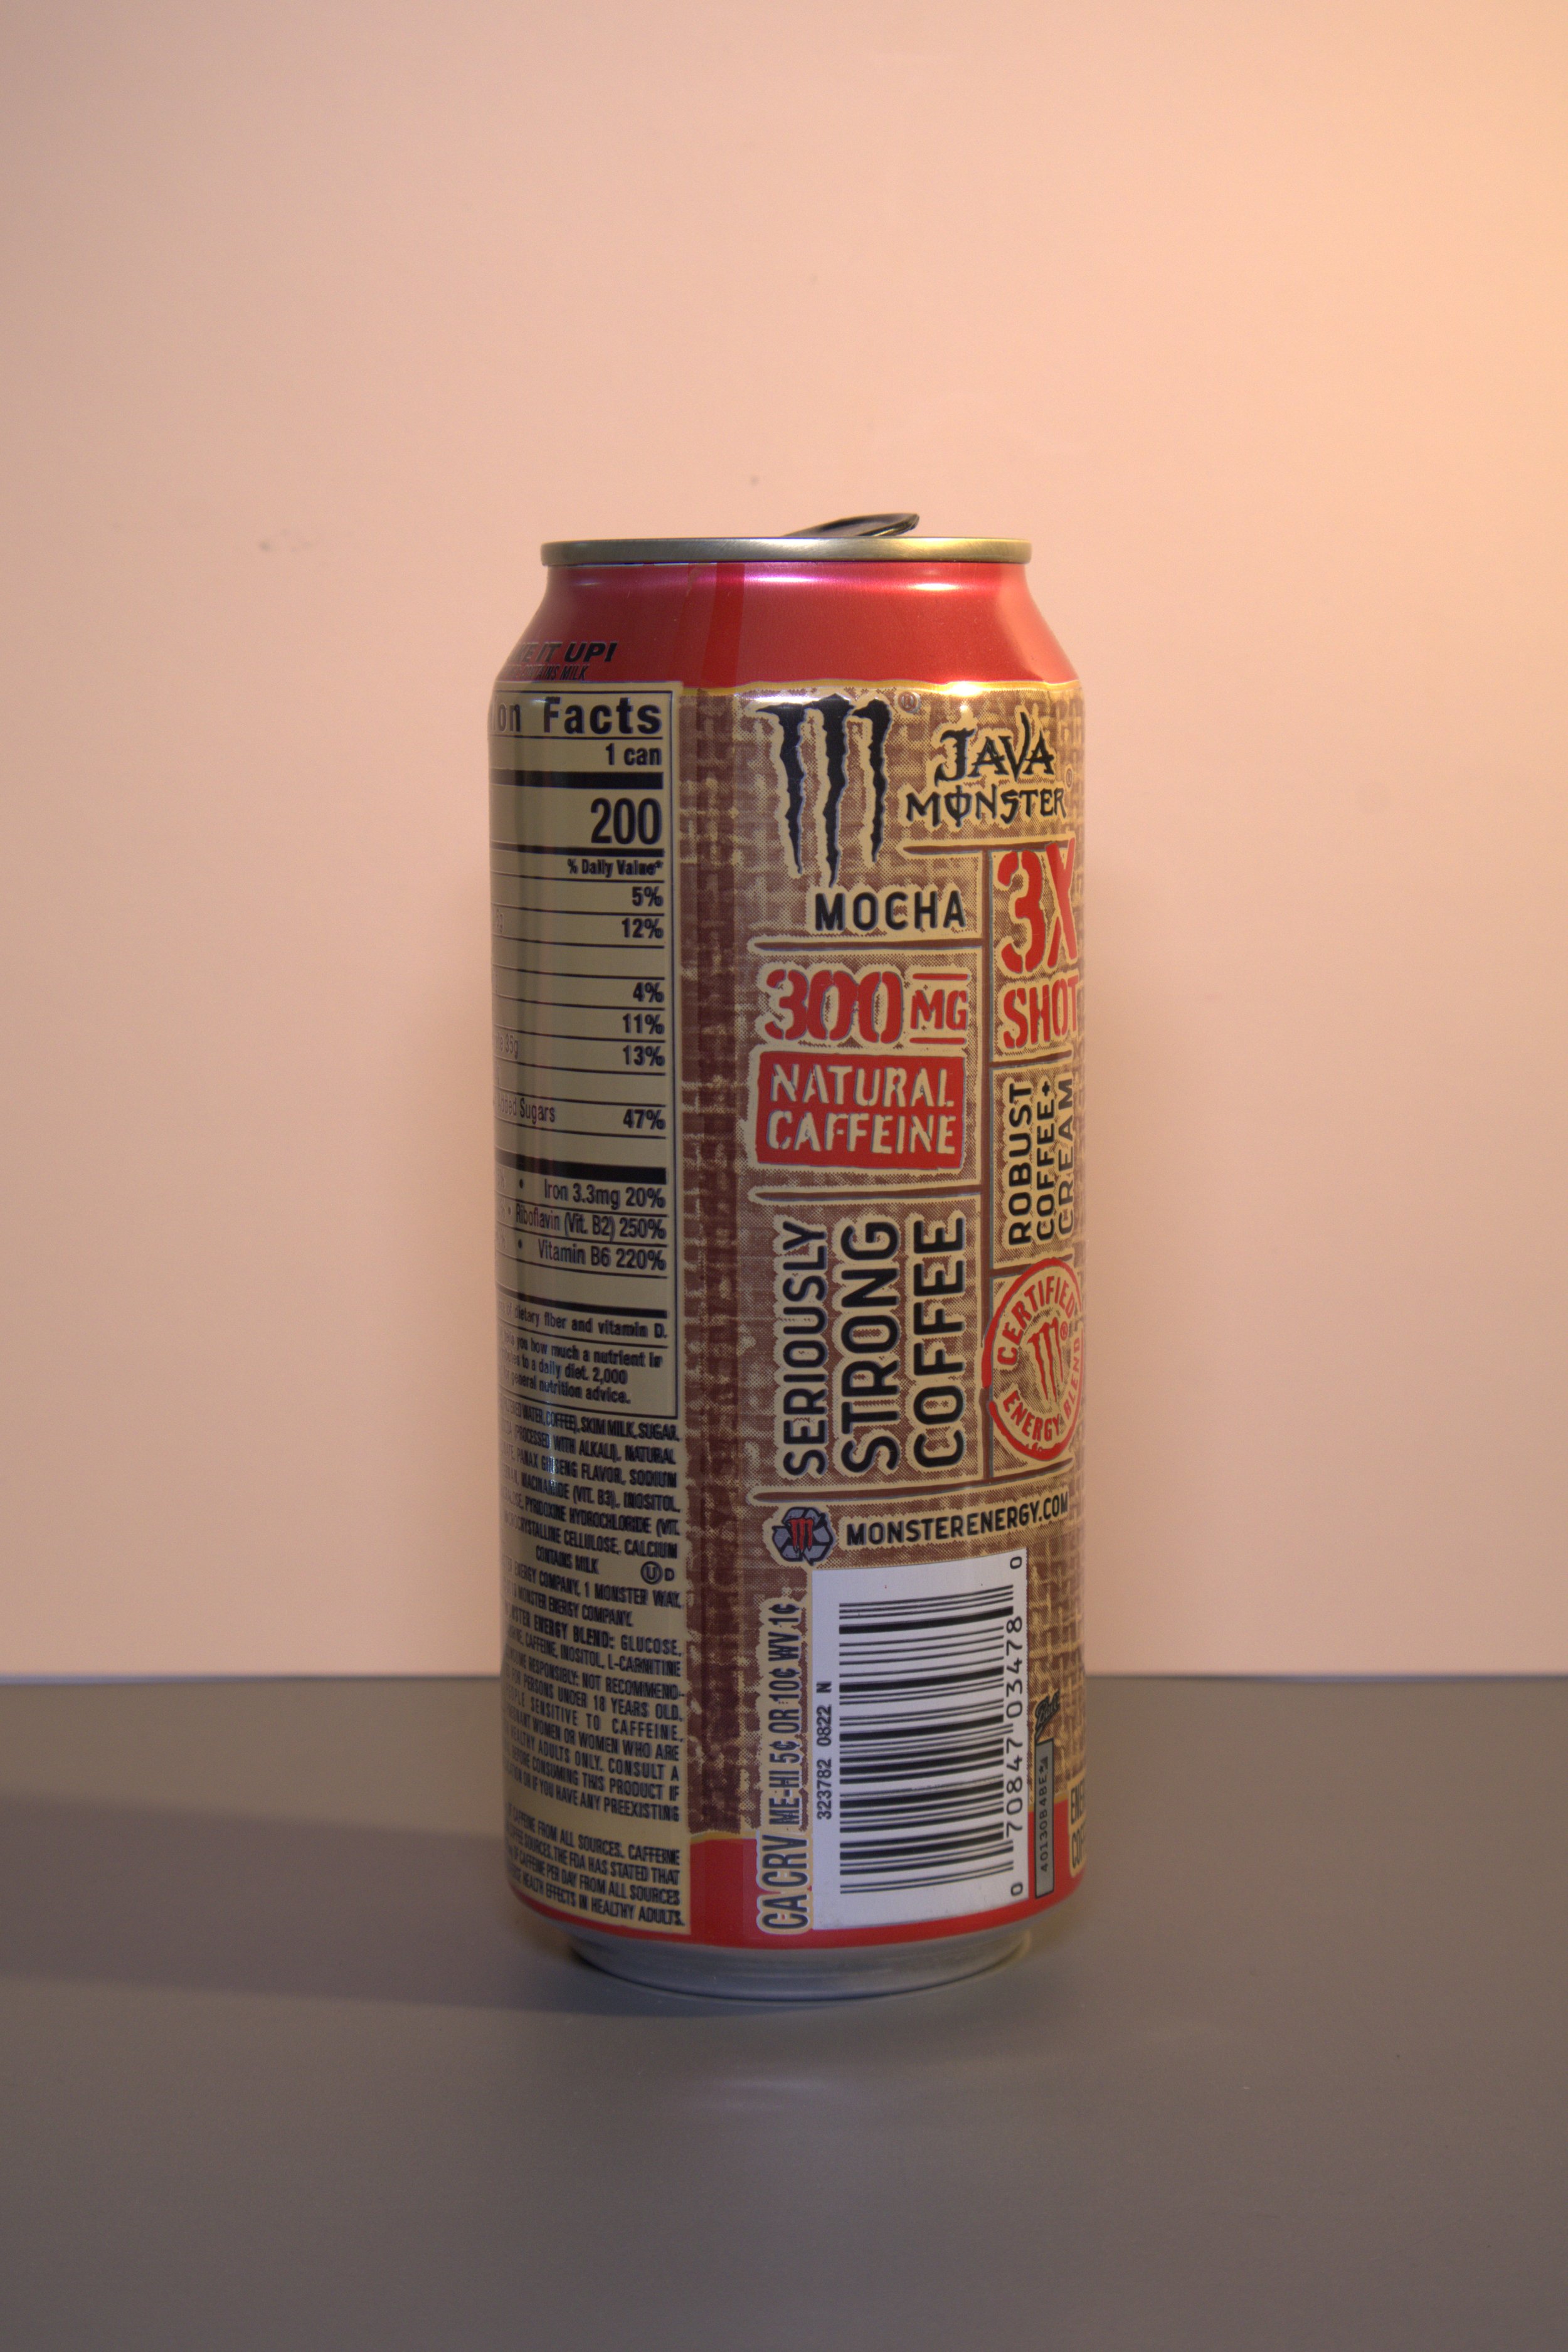 IT UP!
CONTAINS MILK
Facts
1 can
200
% Daily Value*
5%
12%
4%
11%
13%
Added Sugars 47%
• Iron 3.3mg 20%
• Riboflavin (Vit. B2) 250%
• Vitamin B6 220%
dietary fiber and vitamin D.
you how much a nutrient in
to a daily diet. 2,000
general nutrition advice.
WATER, COFFEE), SKIM MILK, SUGAR,
(PROCESSED WITH ALKALI), NATURAL
PANAX GINSENG FLAVOR, SODIUM
NIACINAMIDE (VIT. B3), INOSITOL,
PYRIDOXINE HYDROCHLORIDE (VIT.
CELLULOSE, CALCIUM
CONTAINS MILK UD
ENERGY COMPANY, 1 MONSTER WAY,
MONSTER ENERGY COMPANY.
ENERGY BLEND: GLUCOSE,
CAFFEINE, INOSITOL, L-CARNITINE
RESPONSIBLY: NOT RECOMMEND-
FOR PERSONS UNDER 18 YEARS OLD,
SENSITIVE TO CAFFEINE,
WOMEN OR WOMEN WHO ARE
HEALTHY ADULTS ONLY. CONSULT A
BEFORE CONSUMING THIS PRODUCT IF
OR IF YOU HAVE ANY PREEXISTING
CAFFEINE FROM ALL SOURCES. CAFFEINE
SOURCES. THE FDA HAS STATED THAT
OF CAFFEINE PER DAY FROM ALL SOURCES
HEALTH EFFECTS IN HEALTHY ADULTS.
®
JAVA
MONSTER®
MOCHA
3X
SHOT
300 MG
NATURAL
CAFFEINE
ROBUST
COFFEE+
CREAM
SERIOUSLY
STRONG
COFFEE
CERTIFIED
ENERGY BLEND
MONSTERENERGY.COM
CA CRV ME-HI 5¢ OR 10¢ WV 1¢
323782 0822 N
0 70847 03478 0